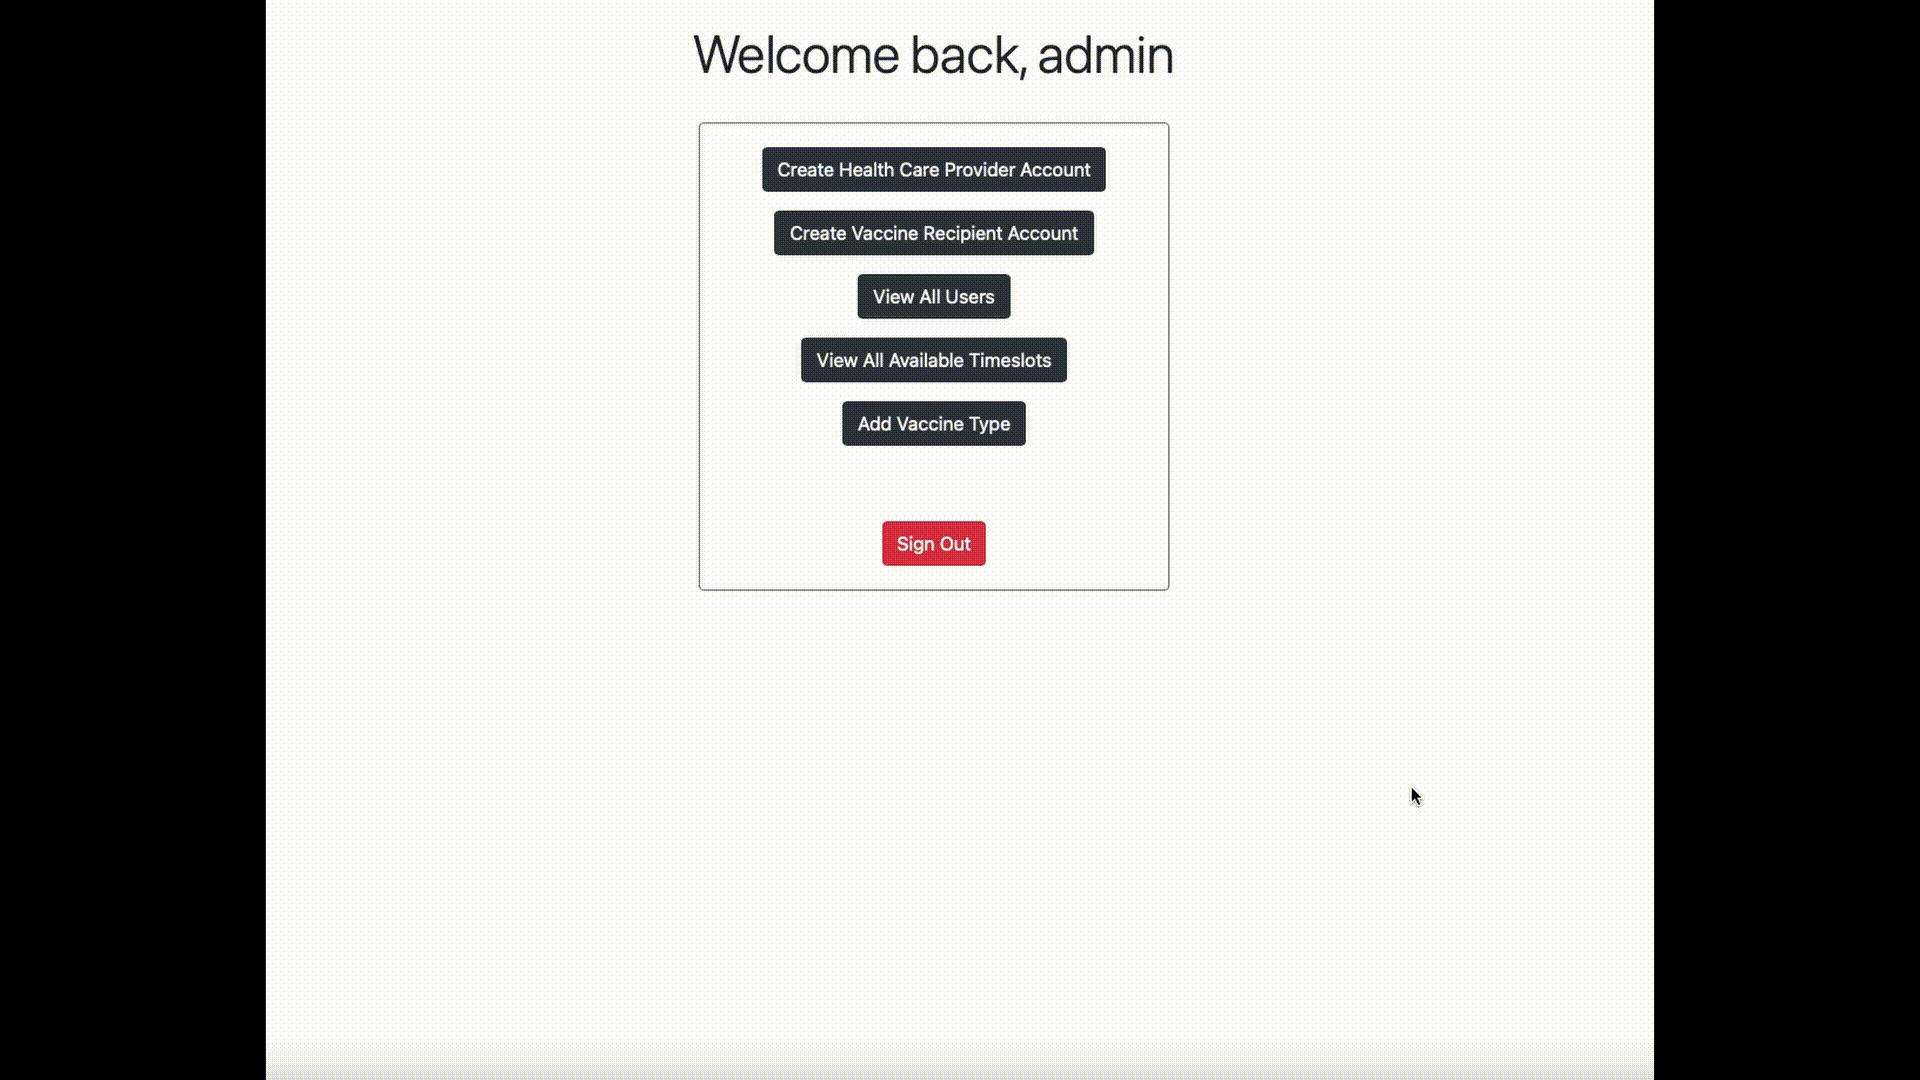 Welcome back, admin
Create Health Care Provider Account
Create Vaccine Recipient Account
View All Users
View All Available Timeslots
Add Vaccine Type
Sign Out